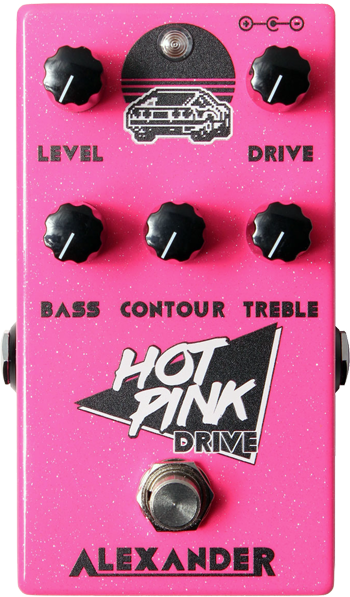 LEVEL DRIVE
BASS CONTOUR TREBLE
HOT
PINK
DRIVE
ALEXANDER